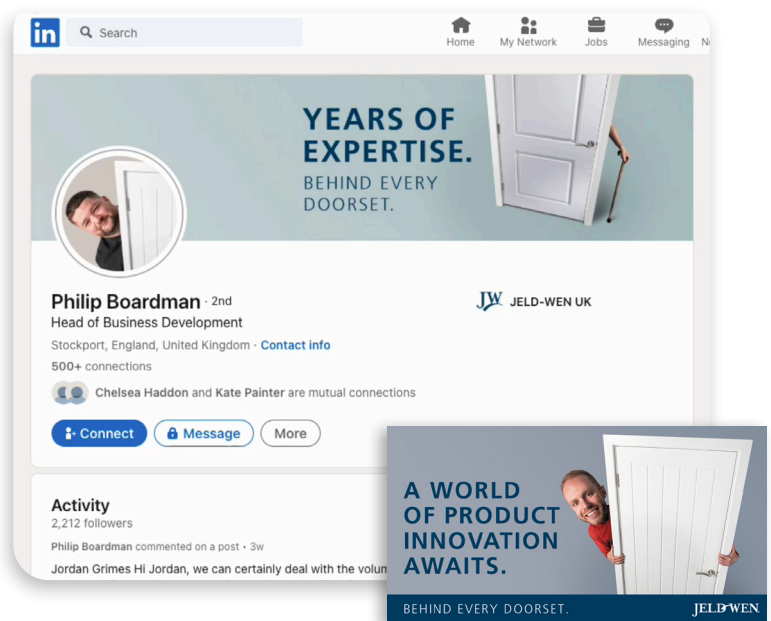 in
Search
Home
My Network
Jobs
Messaging
N
YEARS OF
EXPERTISE.
BEHIND EVERY
DOORSET.
Philip Boardman · 2nd
JW JELD-WEN UK
Head of Business Development
Stockport, England, United Kingdom · Contact info
500+ connections
Chelsea Haddon and Kate Painter are mutual connections
Connect
Message
More
Activity
2,212 followers
Philip Boardman commented on a post • 3w
Jordan Grimes Hi Jordan, we can certainly deal with the volum
A WORLD
OF PRODUCT
INNOVATION
AWAITS.
BEHIND EVERY DOORSET.
JELD-WEN